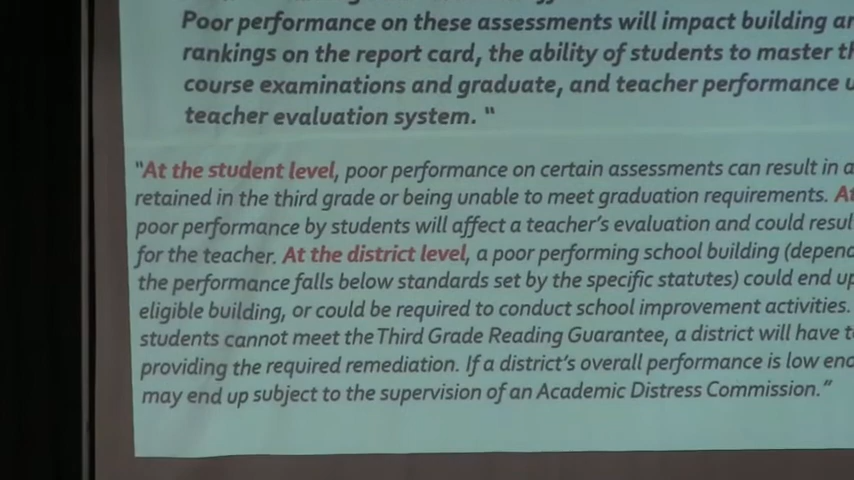 Poor performance on these assessments will impact building
rankings on the report card, the ability of students to master
course examinations and graduate, and teacher performance
teacher evaluation system. "
"At the student level, poor performance on certain assessments can result in
retained in the third grade or being unable to meet graduation requirements. At
poor performance by students will affect a teacher's evaluation and could
for the teacher. At the district level, a poor performing school building
the performance falls below standards set by the specific statutes) could end up
eligible building, or could be required to conduct school improvement activities.
students cannot meet the Third Grade Reading Guarantee, a district will have
providing the required remediation. If a district's overall performance is low
may end up subject to the supervision of an Academic Distress Commission."